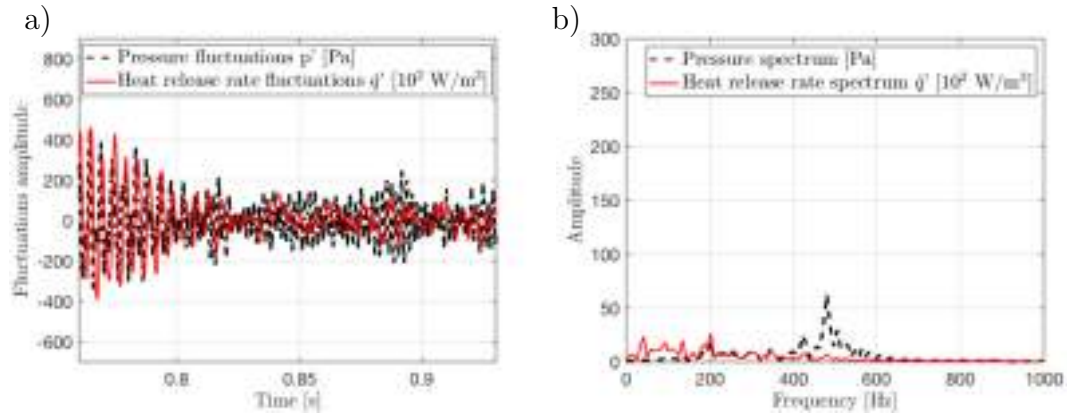 a)
Pressure fluctuations p' [Pa]
Heat release rate fluctuations q̇' [10² W/m³]
Fluctuations amplitude
800
600
400
200
0
-200
-400
-600
0.8
0.85
0.9
Time [s]
b)
Pressure spectrum [Pa]
Heat release rate spectrum q̇' [10² W/m³]
Amplitude
300
250
200
150
100
50
0
0
200
400
600
800
1000
Frequency [Hz]